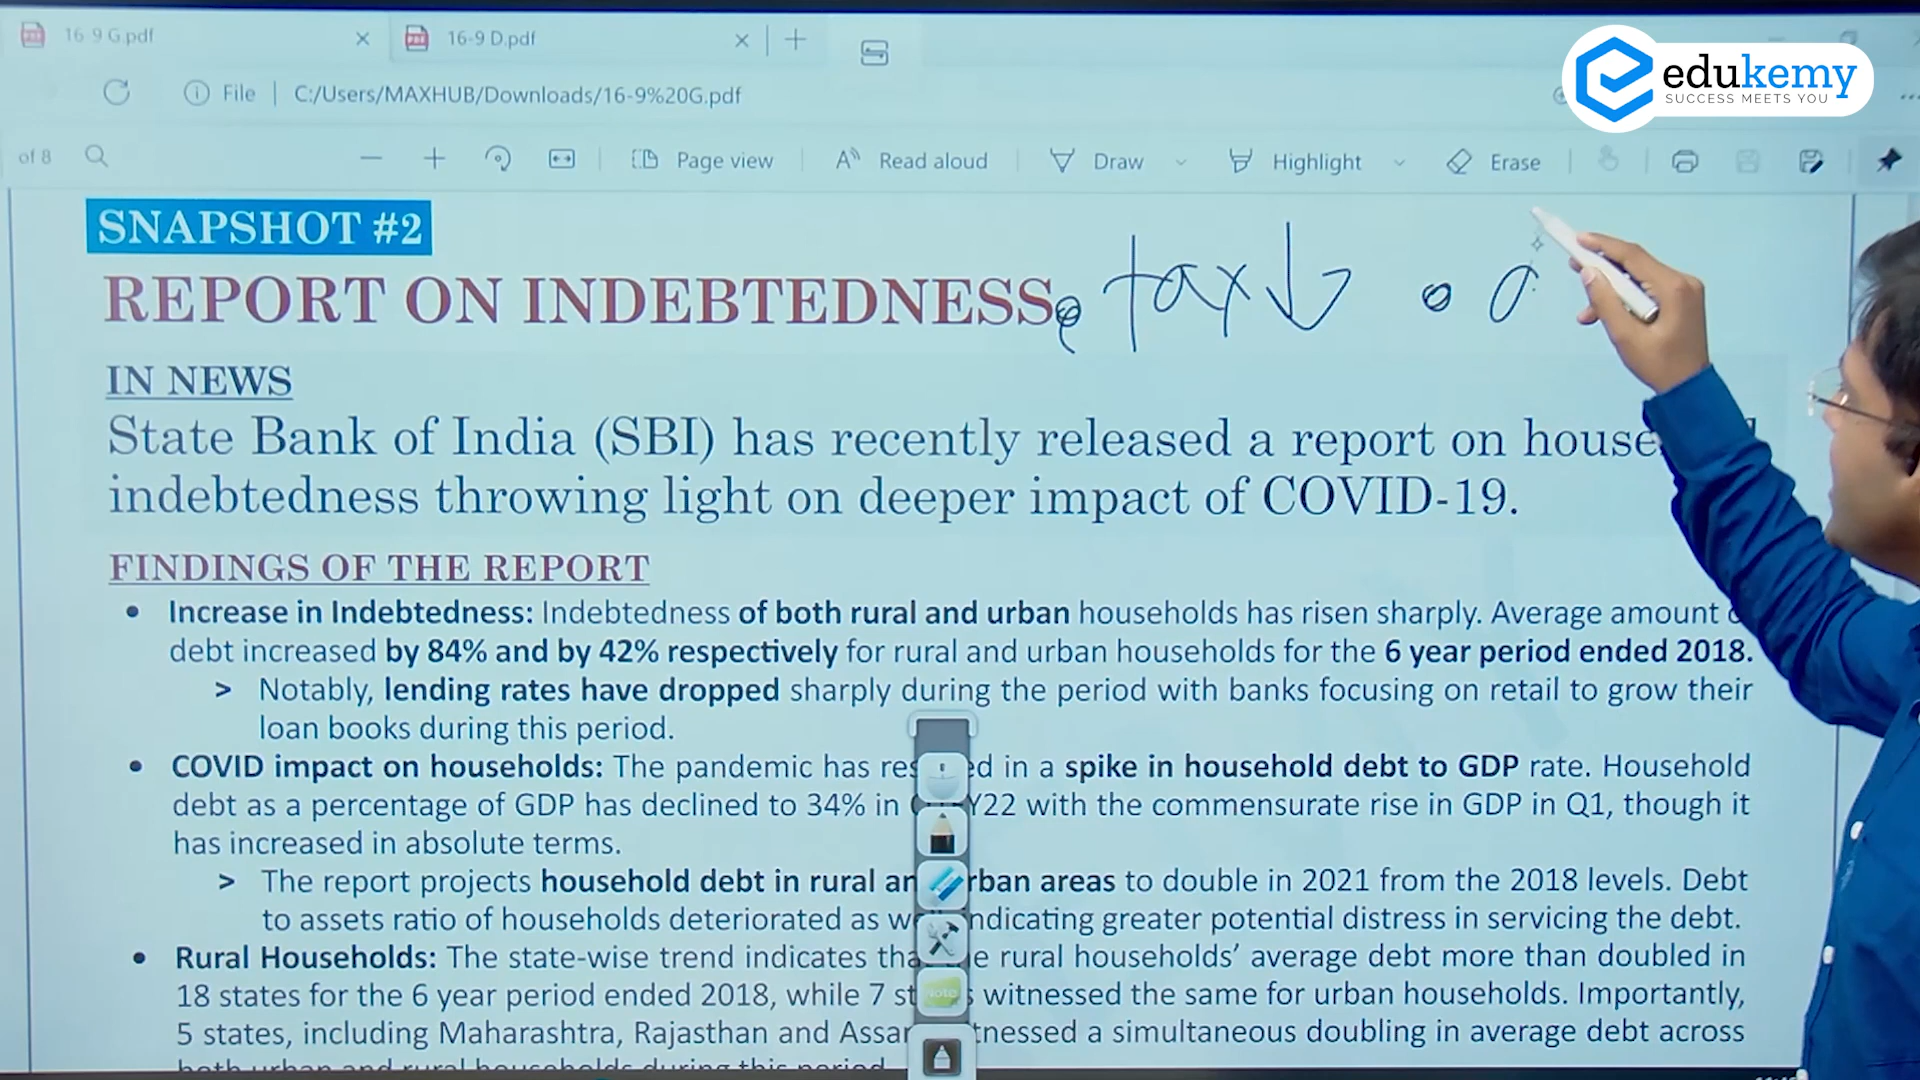 16-9 G.pdf
16-9 D.pdf
File
C:/Users/MAXHUB/Downloads/16-9%20G.pdf
edukemy
SUCCESS MEETS YOU
of 8
Page view
Read aloud
Draw
Highlight
Erase
SNAPSHOT #2
REPORT ON INDEBTEDNESS
tax↓
IN NEWS
State Bank of India (SBI) has recently released a report on
indebtedness throwing light on deeper impact of COVID-19.
FINDINGS OF THE REPORT
• Increase in Indebtedness: Indebtedness of both rural and urban households has risen sharply. Average amount
debt increased by 84% and by 42% respectively for rural and urban households for the 6 year period ended 2018.
> Notably, lending rates have dropped sharply during the period with banks focusing on retail to grow their
loan books during this period.
• COVID impact on households: The pandemic has in a spike in household debt to GDP rate. Household
debt as a percentage of GDP has declined to 34% in Y22 with the commensurate rise in GDP in Q1, though it
has increased in absolute terms.
> The report projects household debt in rural areas to double in 2021 from the 2018 levels. Debt
to assets ratio of households deteriorated as indicating greater potential distress in servicing the debt.
• Rural Households: The state-wise trend indicates rural households' average debt more than doubled in
18 states for the 6 year period ended 2018, while 7 witnessed the same for urban households. Importantly,
5 states, including Maharashtra, Rajasthan and a simultaneous doubling in average debt across
both urban and rural households during this period.
Note